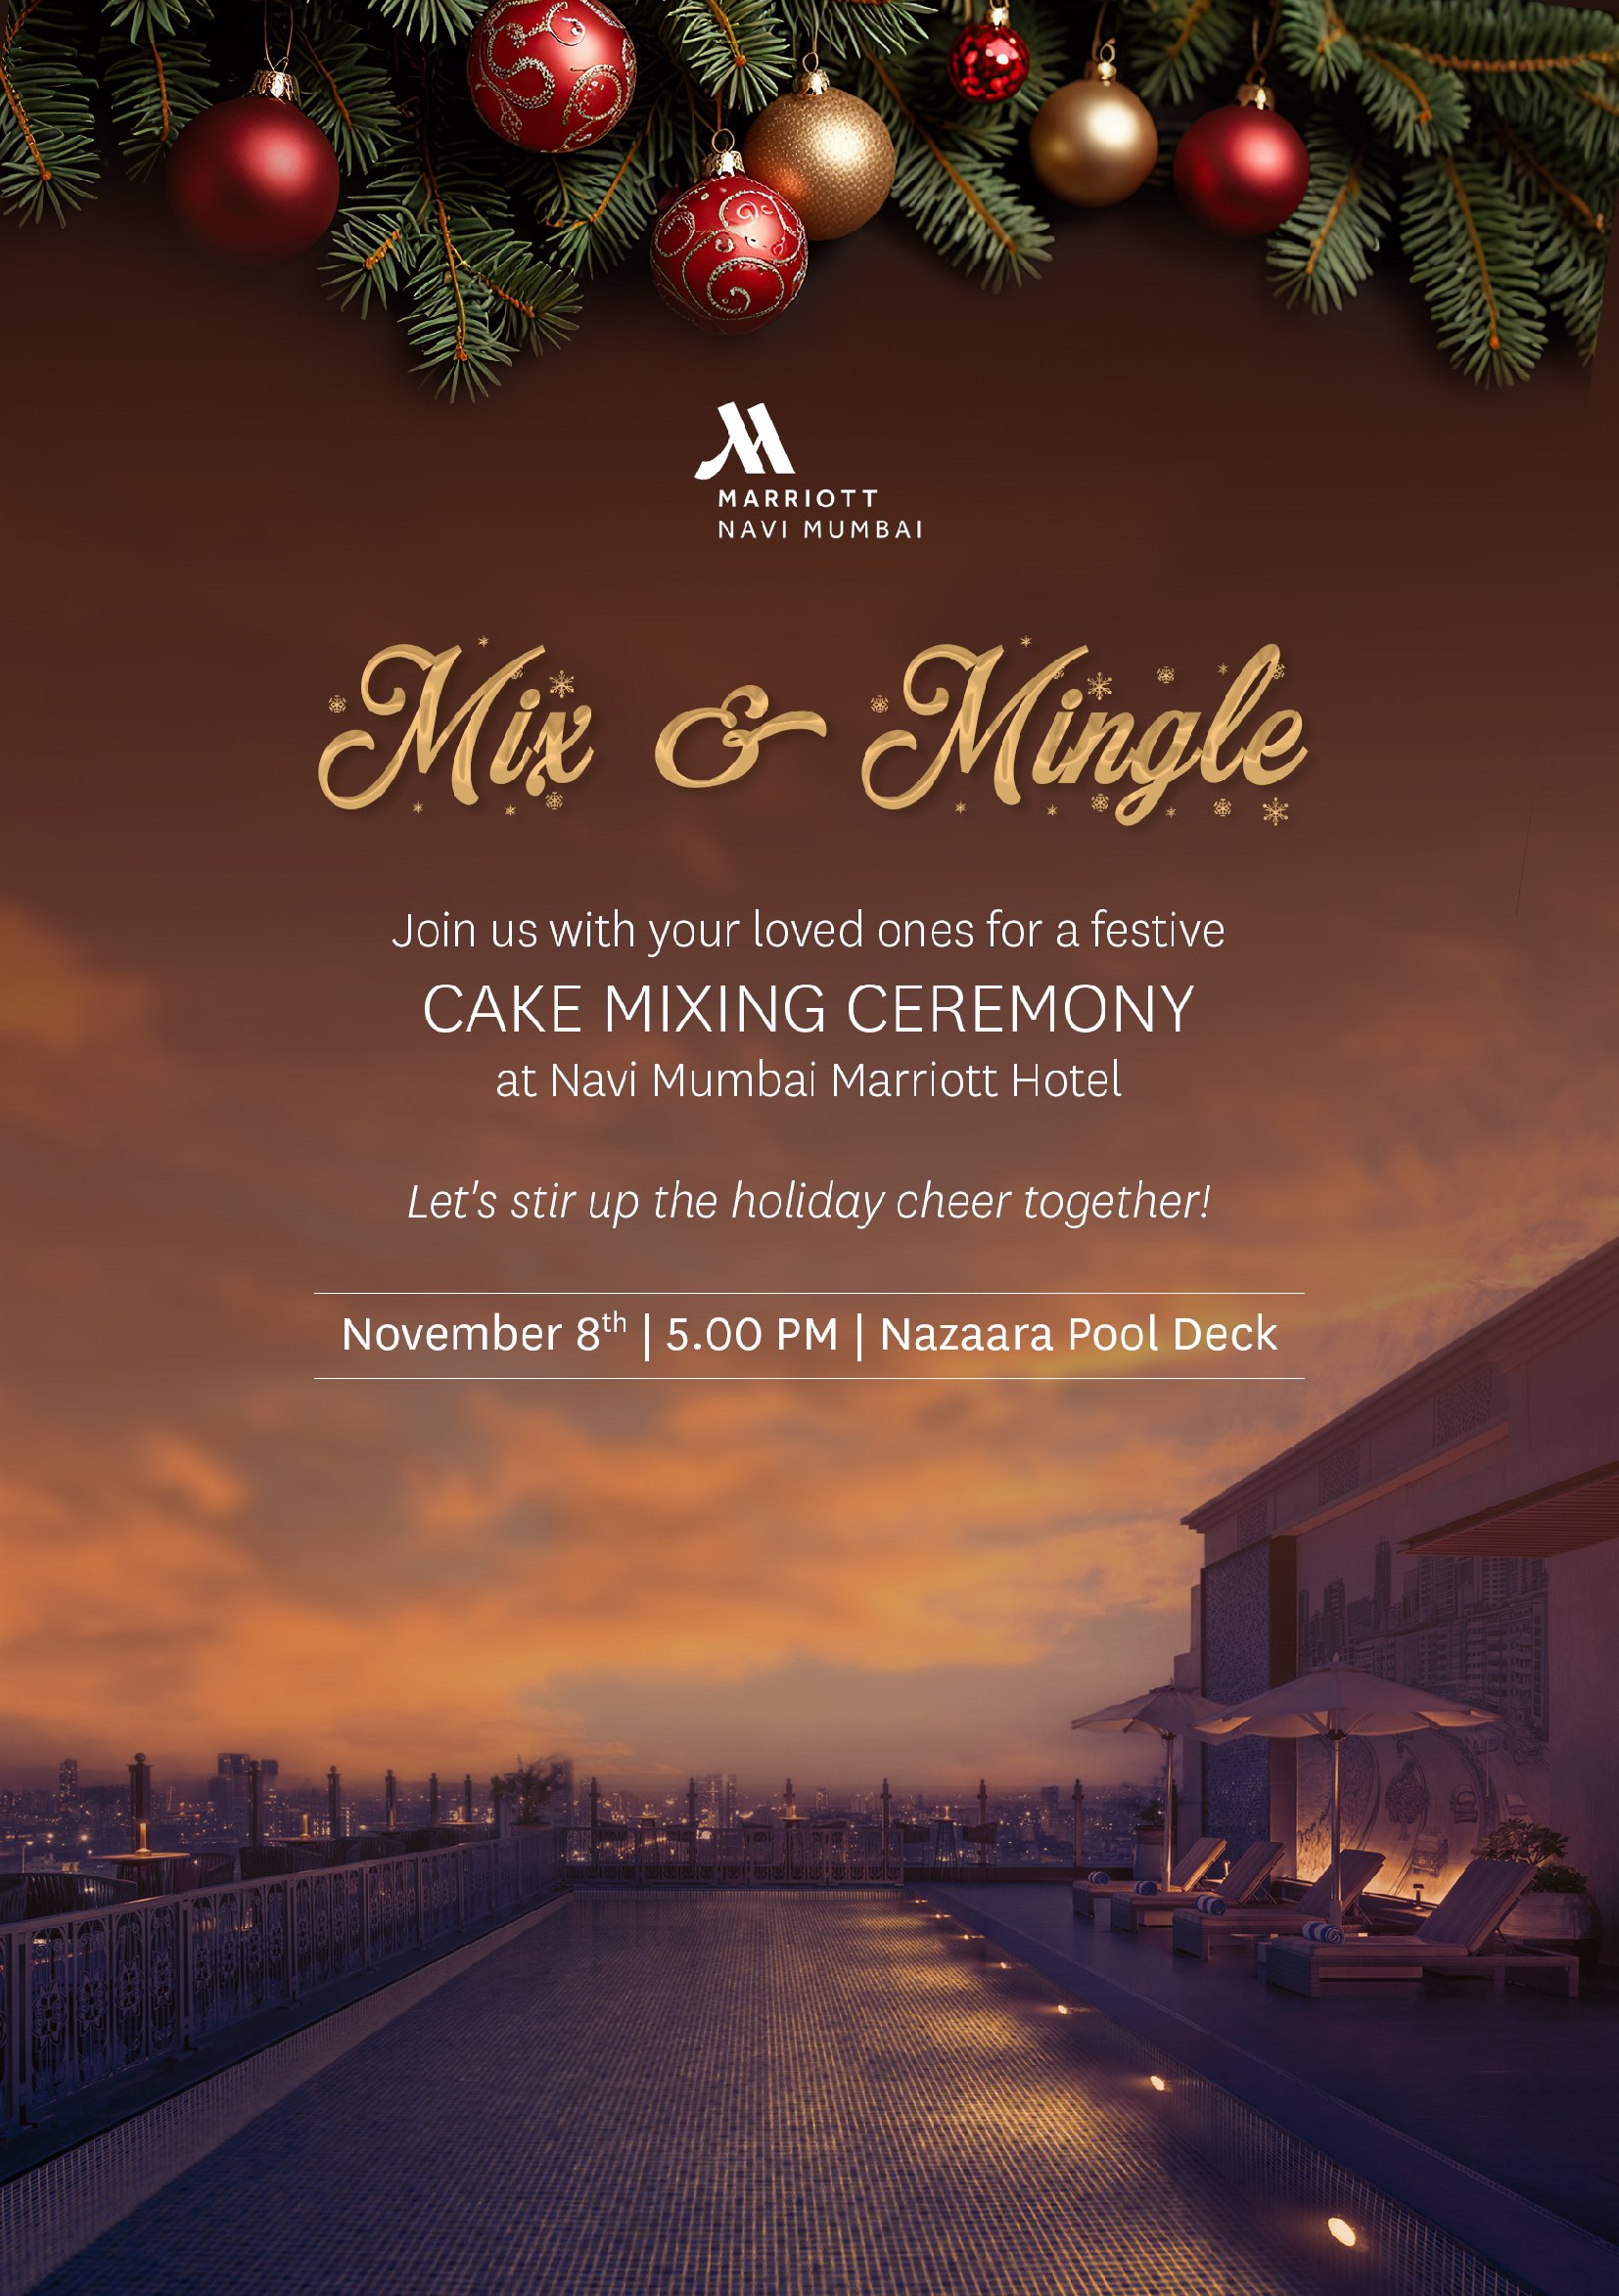 MARRIOTT
NAVI MUMBAI
Mix & Mingle
Join us with your loved ones for a festive
CAKE MIXING CEREMONY
at Navi Mumbai Marriott Hotel
Let's stir up the holiday cheer together!
November 8th | 5.00 PM | Nazaara Pool Deck